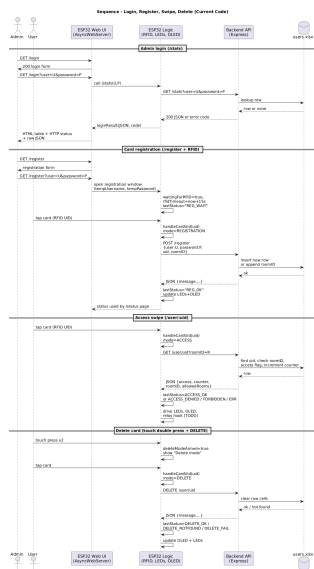 Sequence - Login, Register, Swipe, Delete (Current Code)
Admin
User
ESP32 Web UI
(AsyncWebServer)
ESP32 Logic
(RFID, LEDs, OLED)
Backend API
(Express)
users.xlsx
Admin login (/stats)
GET /login
200 login form
GET /login?user=U&password=P
call /stats(U,P)
GET /stats?user=U&password=P
lookup row
row or none
200 JSON or error code
loginResult(JSON, code)
HTML table + HTTP status
+ raw JSON
Card registration (/register + RFID)
GET /register
registration form
GET /register?user=U&password=P
open registration window
(tempUsername, tempPassword)
waitingForRFID=true,
rfidTimeout=now+15s
lastStatus="REG_WAIT"
tap card (RFID UID)
handleCard(uid)
mode=REGISTRATION
POST /register
{user:U, password:P,
uid, roomID}
insert new row
or append roomID
ok
JSON {message...}
lastStatus="REG_OK"
update LEDs+OLED
status used by /status page
Access swipe (/user/:uid)
tap card (RFID UID)
handleCard(uid)
mode=ACCESS
GET /user/uid?roomID=R
find uid, check roomID,
access flag, increment counter
row
JSON {access, counter,
roomID, allowedRooms}
lastStatus=ACCESS_OK
or ACCESS_DENIED / FORBIDDEN / ERR
drive LEDs, OLED,
relay hook (TODO)
Delete card (touch double press + DELETE)
touch press x2
deleteModeArmed=true
show "Delete mode"
tap card
handleCard(uid)
mode=DELETE
DELETE /user/uid
clear row cells
ok / not found
JSON {message...}
lastStatus=DELETE_OK /
DELETE_NOTFOUND / DELETE_FAIL
update OLED + LEDs
Admin
User
ESP32 Web UI
(AsyncWebServer)
ESP32 Logic
(RFID, LEDs, OLED)
Backend API
(Express)
users.xlsx